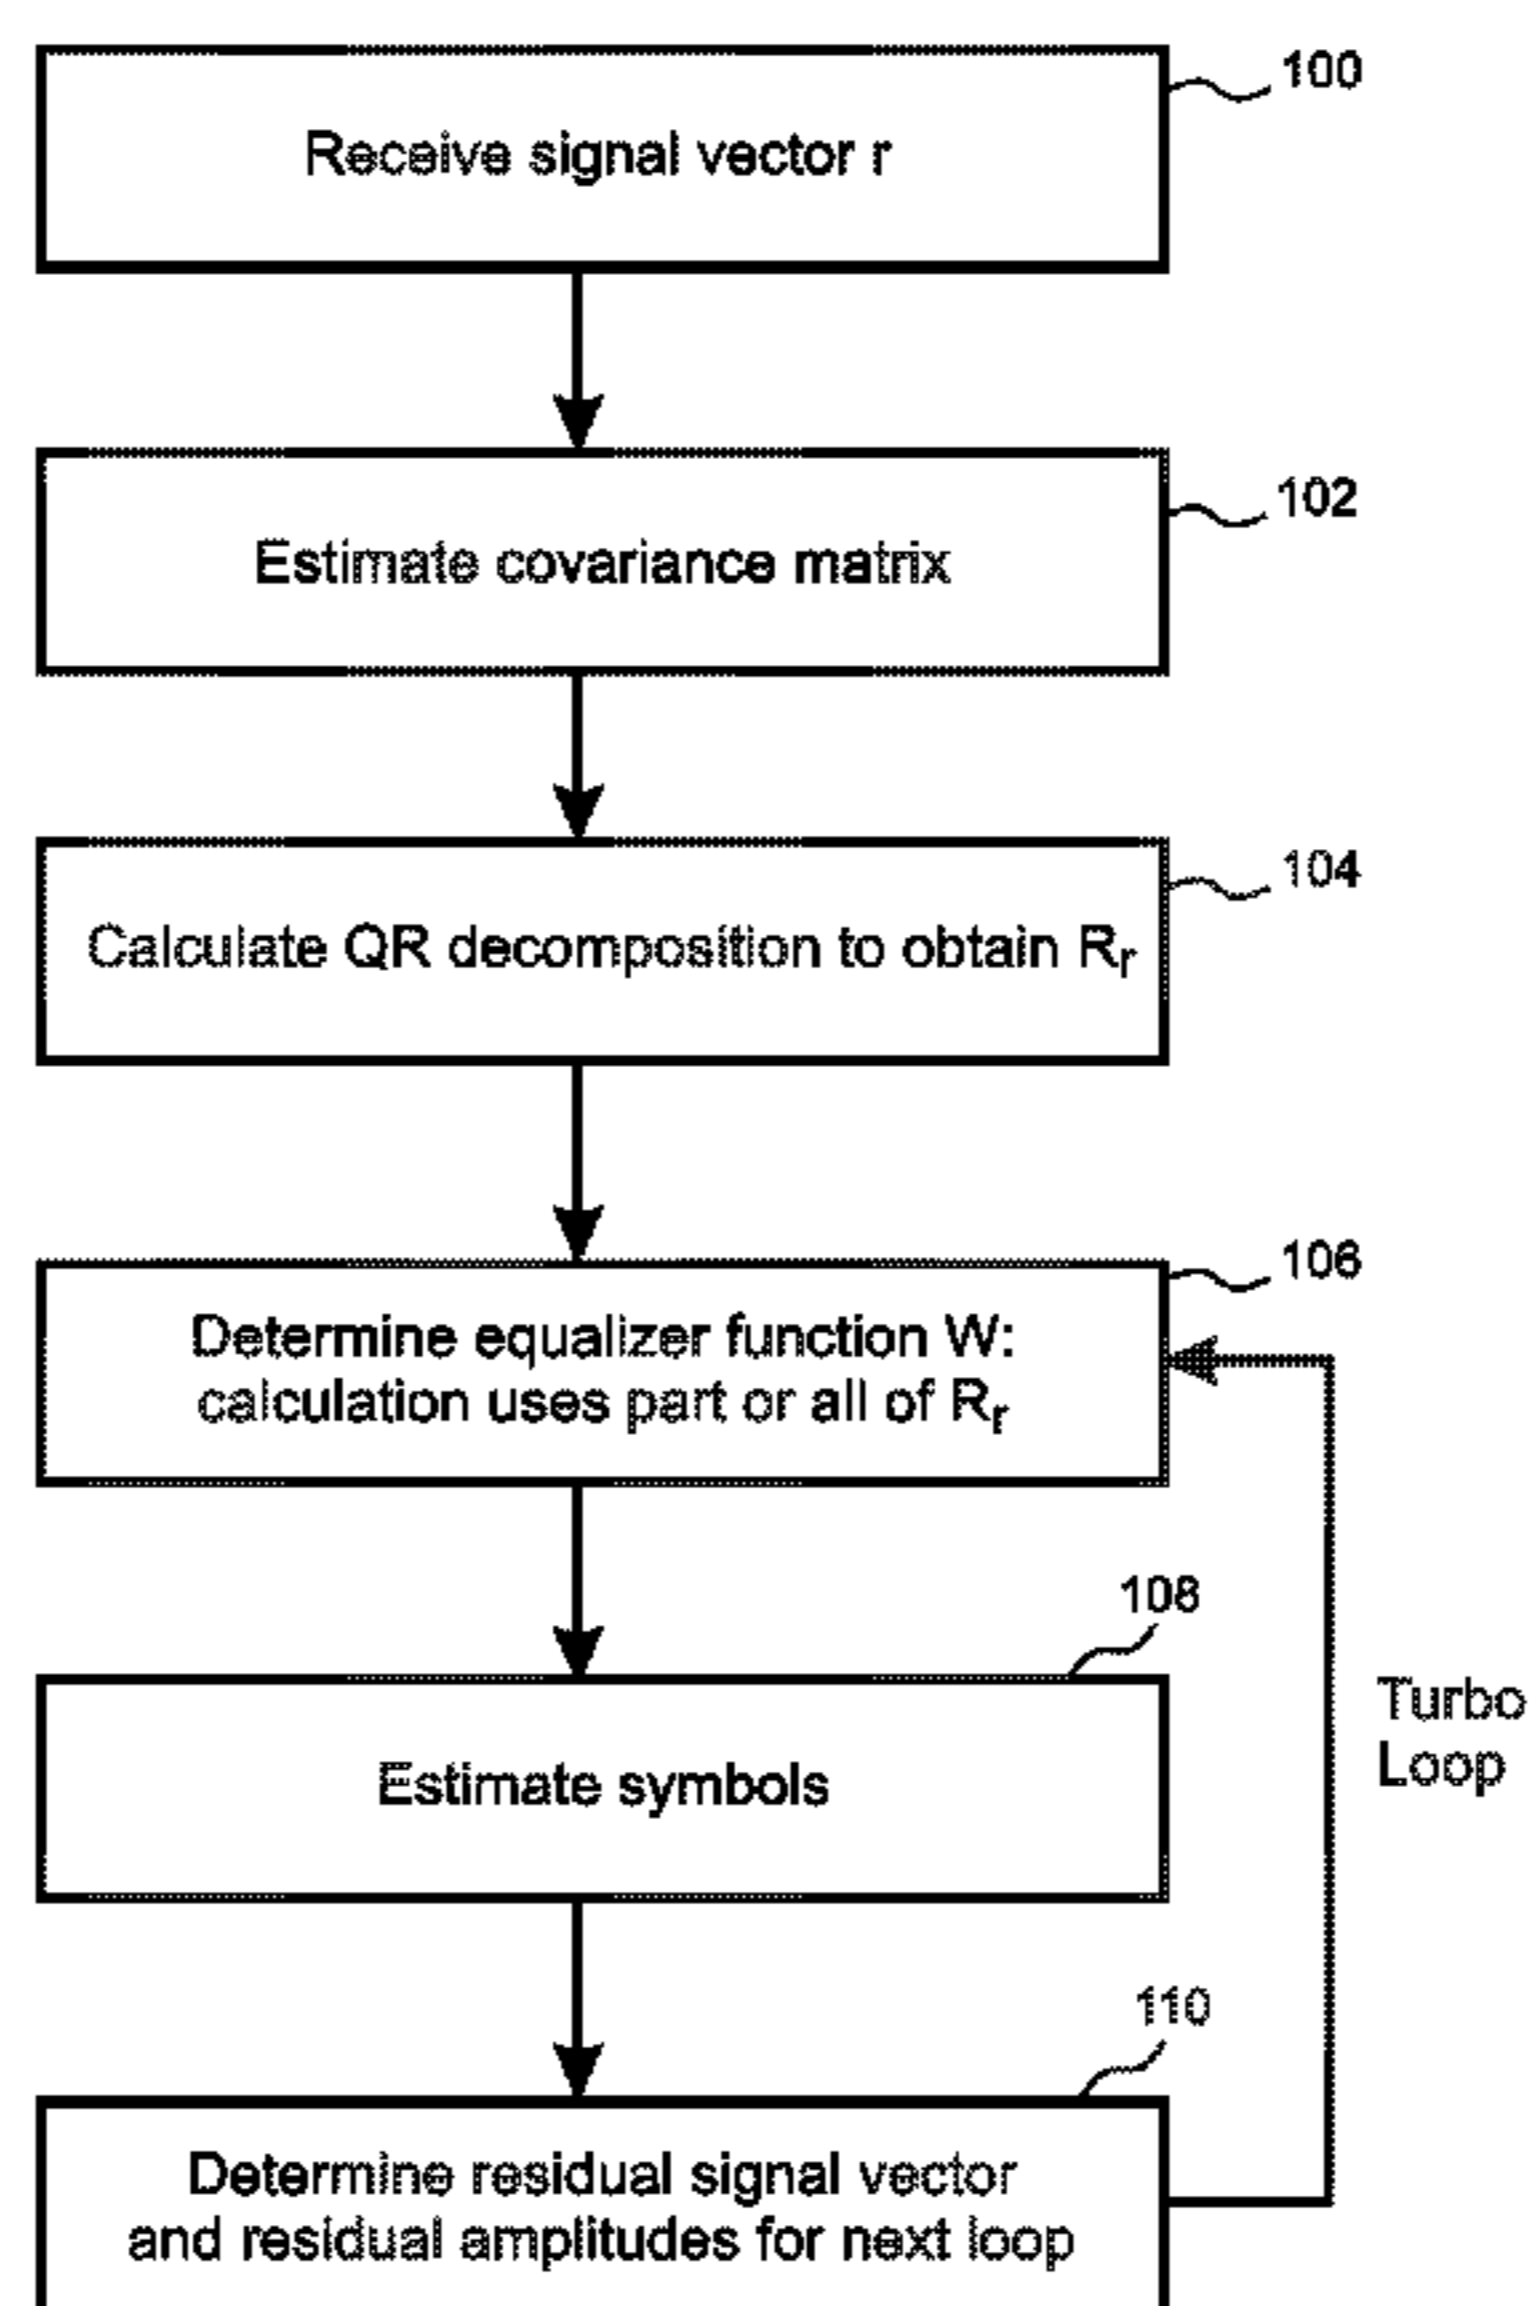 100
Receive signal vector r
102
Estimate covariance matrix
104
Calculate QR decomposition to obtain Rr
106
Determine equalizer function W:
calculation uses part or all of Rr
108
Estimate symbols
Turbo
Loop
110
Determine residual signal vector
and residual amplitudes for next loop